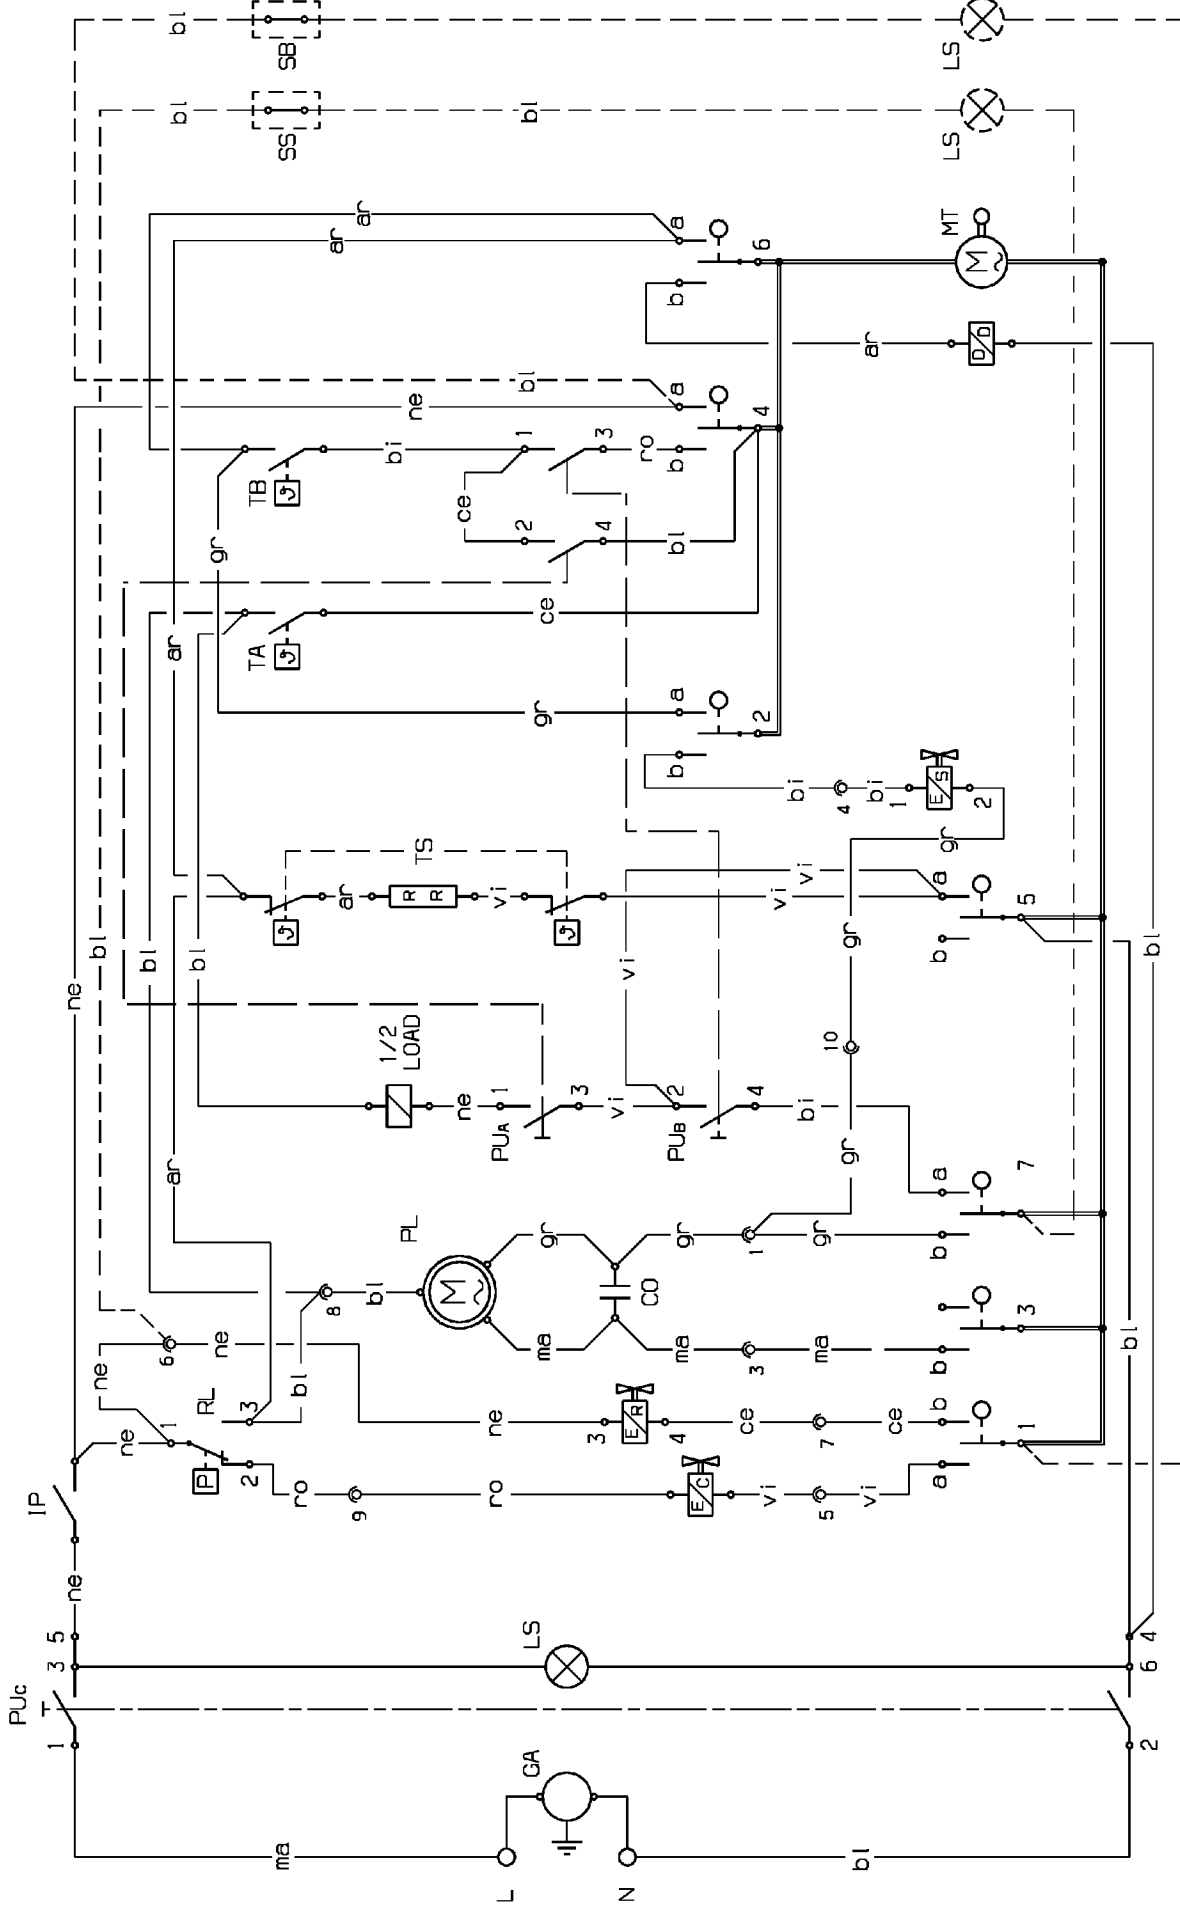 PUc
IP
1 3 5
ne ne
ne bl
ne
bl
1 6 ar ar bl bl
bl
RL
ne gr
2 3
TA TB
ma
SS SB
ro bl
8
1/2 LOAD
ar ar
9
bl ar
PL
bi
ne ne
TS
ce
PUA 1
ro ne vi
L 2 1
GA LS
ma gr ce gr bl bl
3 3 4 3
vi vi
N
CO
ro
PUB 2
4
ma gr bl
b a b a b a
3 1 4
ce
2 4 6
vi vi
bi vi
5 7 10 4
ma gr
gr gr
bl
vi ce bi ar
1
a b b b a b a
gr
LS LS
MT
2
1 3 7 5
bl
2 6 4 bl
E C
E R
E S
D D
R R
P
M
M